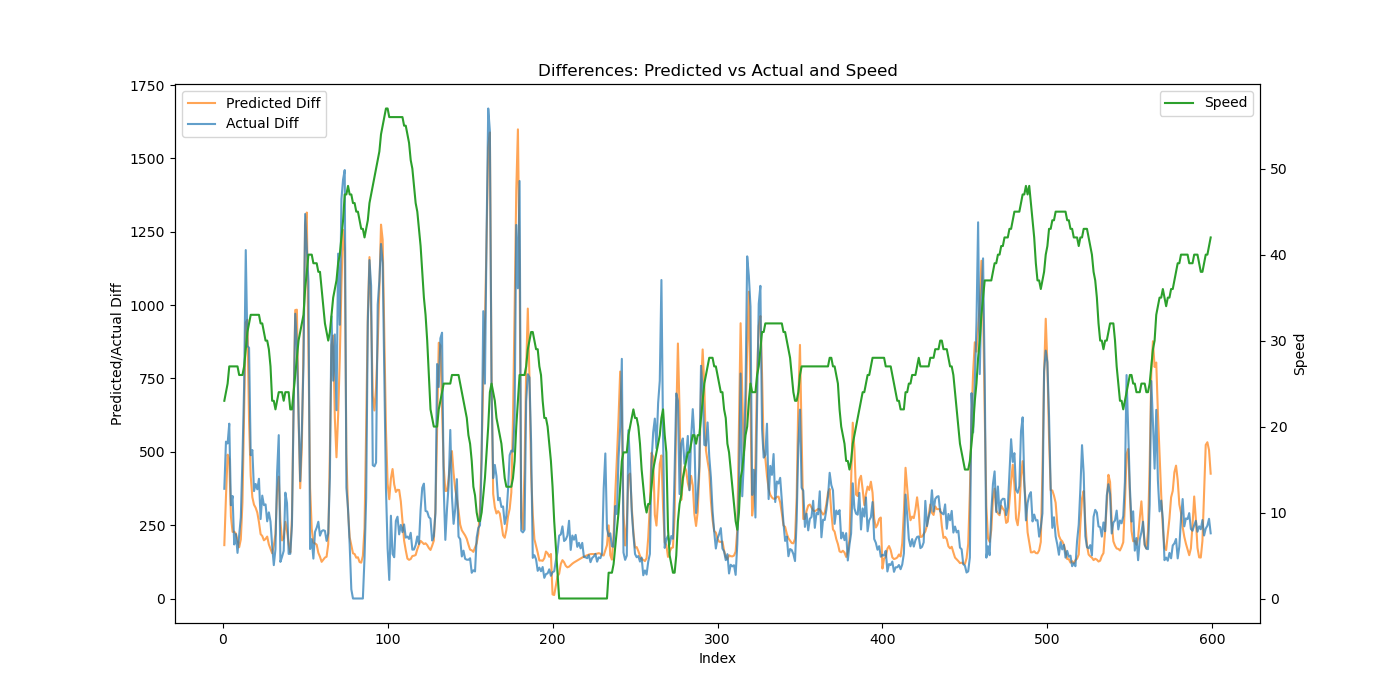 Differences: Predicted vs Actual and Speed
Predicted Diff
Actual Diff
Speed
1750
1500
1250
1000
750
500
250
0
Predicted/Actual Diff
50
40
30
20
10
0
Speed
0 100 200 300 400 500 600
Index